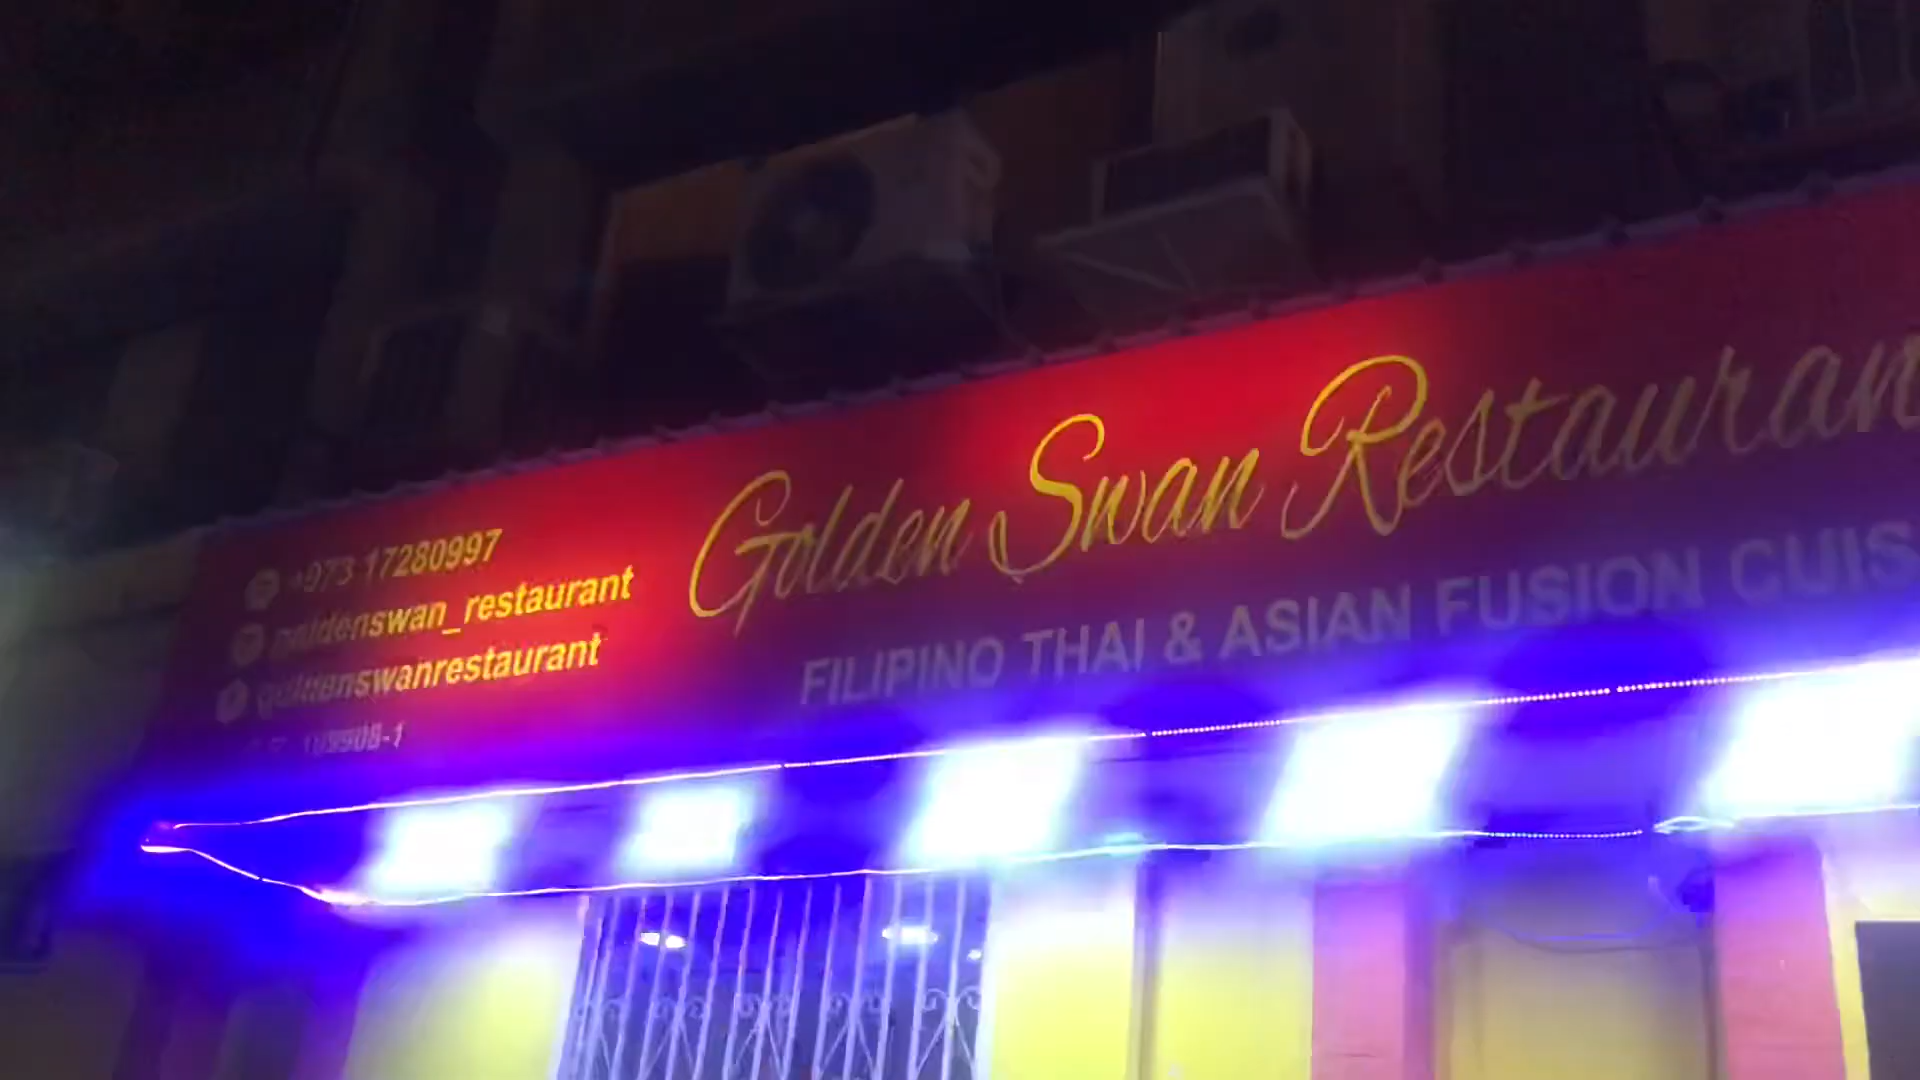 +973 17280997
goldenswan_restaurant
goldenswanrestaurant
Golden Swan Restauran
FILIPINO THAI & ASIAN FUSION CUIS